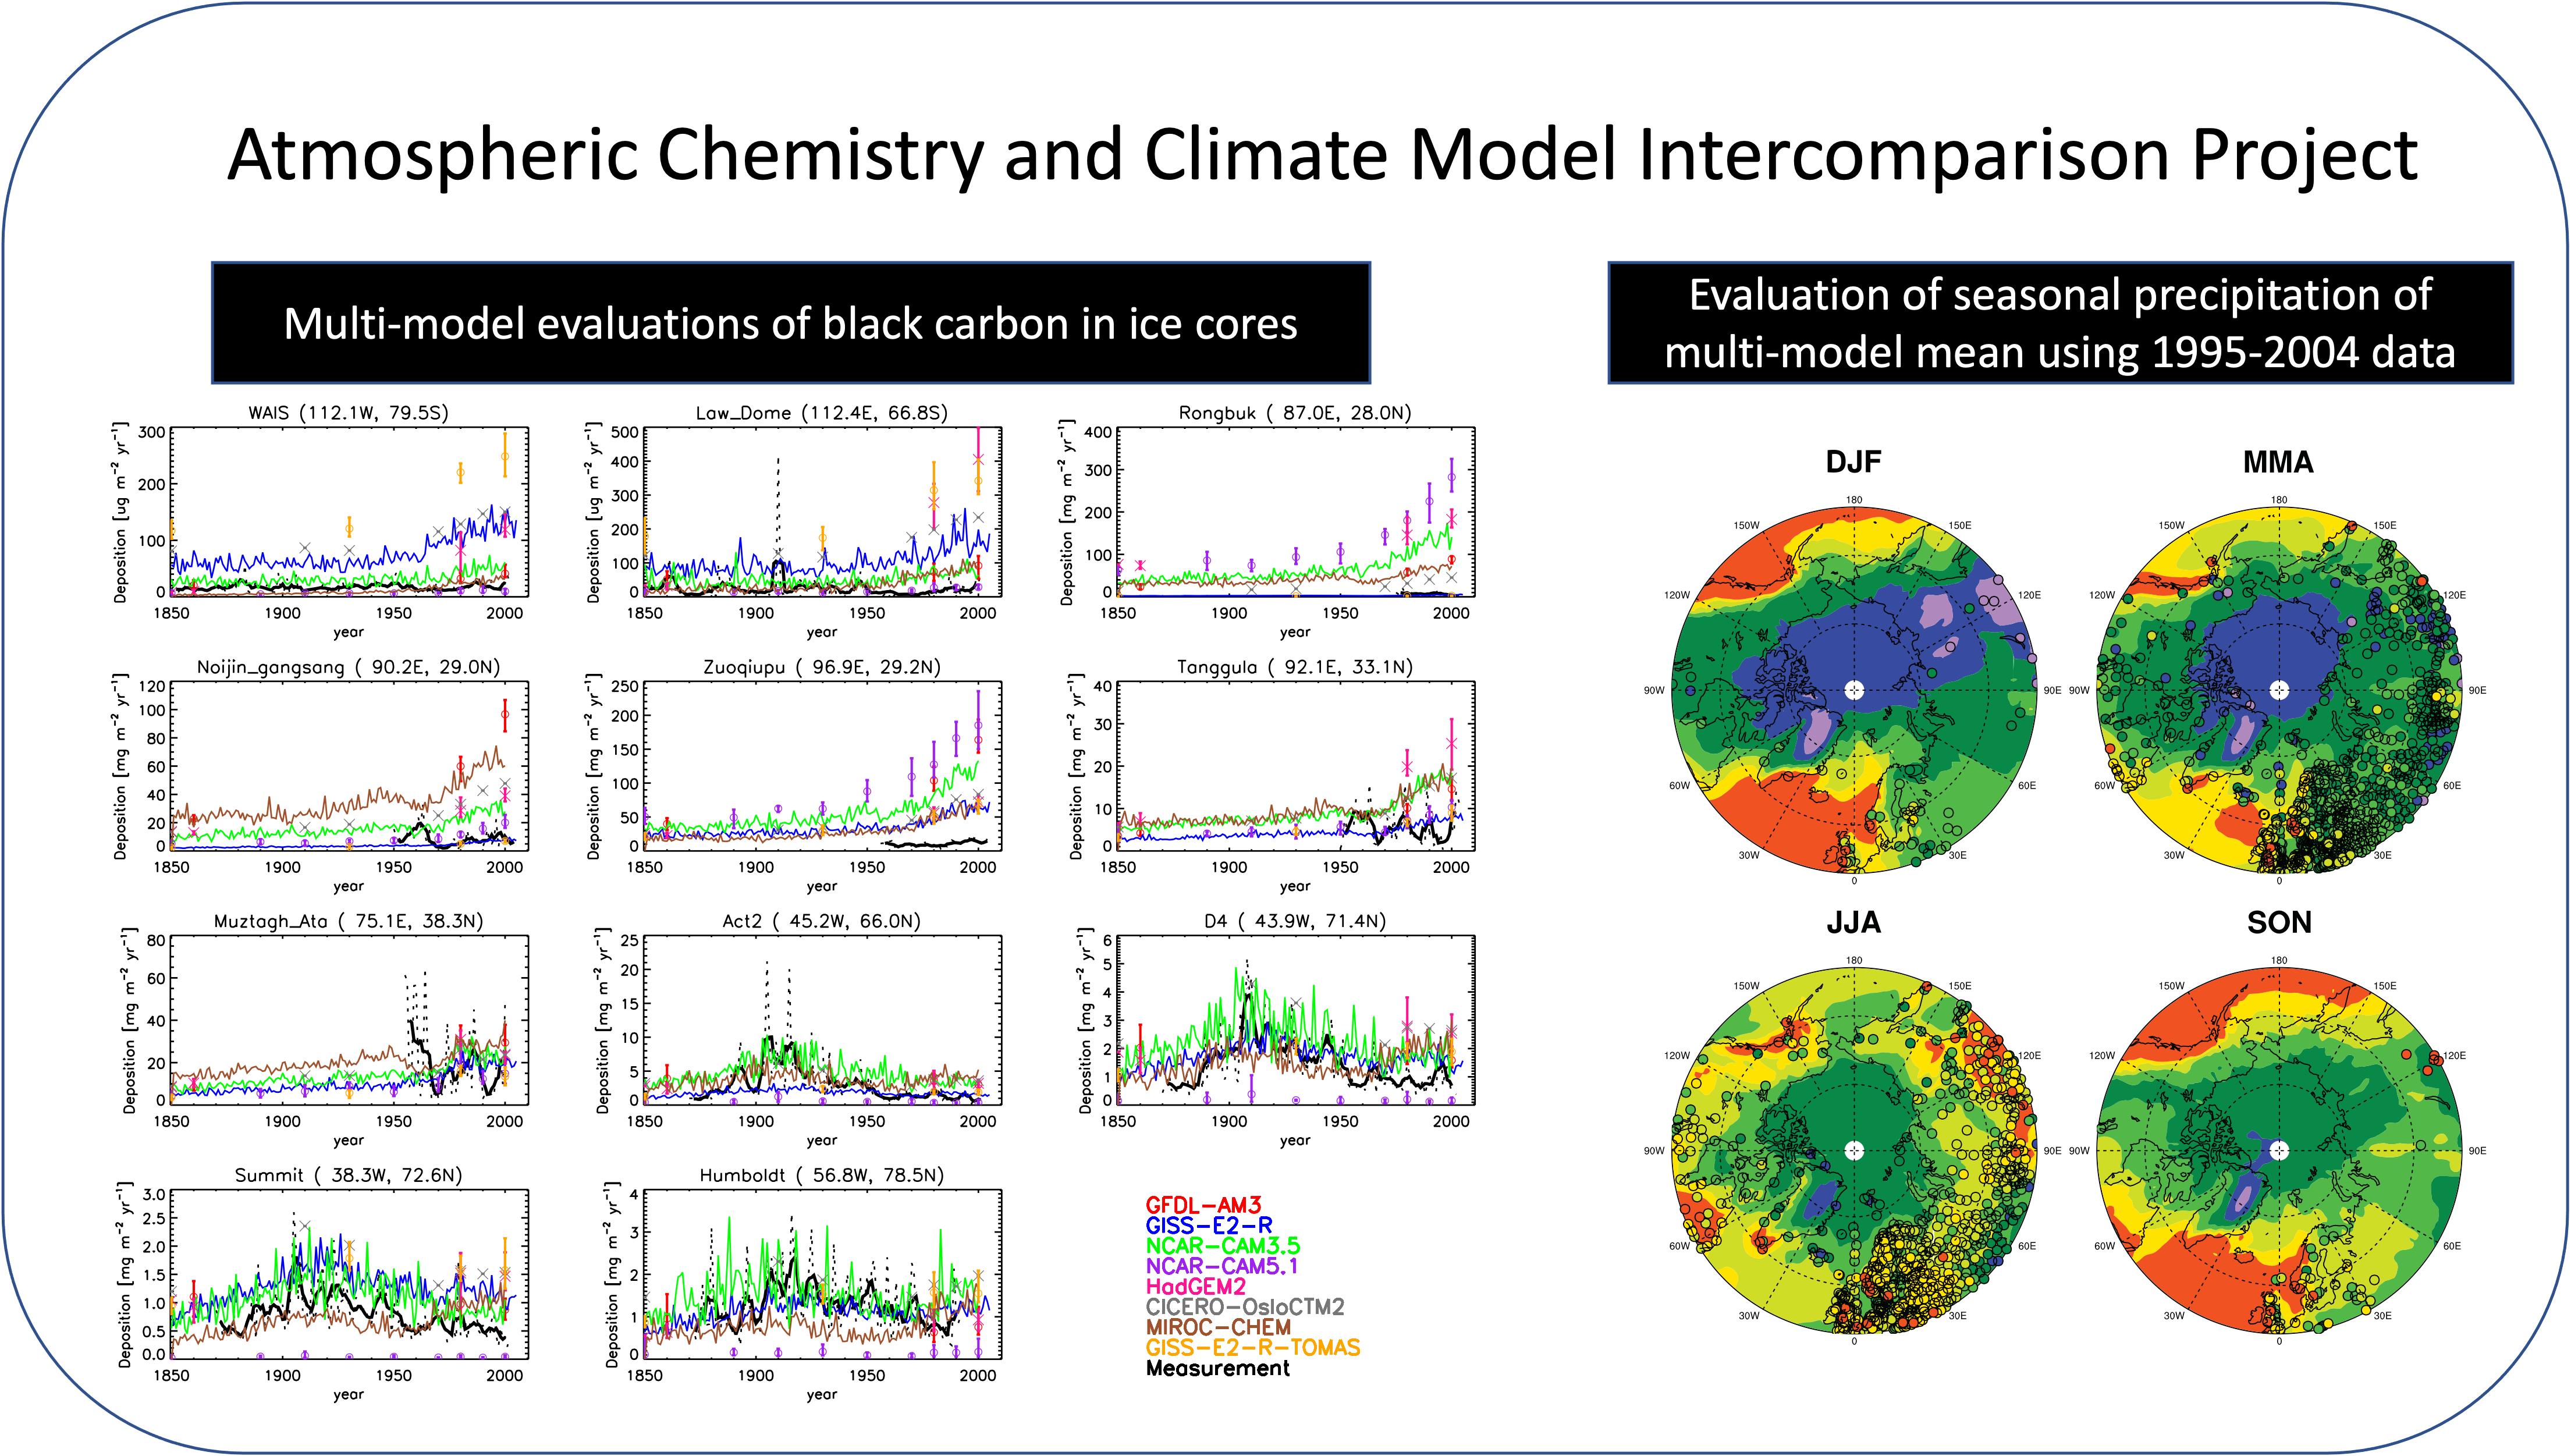 Atmospheric Chemistry and Climate Model Intercomparison Project
Multi-model evaluations of black carbon in ice cores
Evaluation of seasonal precipitation of
multi-model mean using 1995-2004 data
WAIS (112.1W, 79.5S)
Deposition [ug m⁻² yr⁻¹]
300
200
100
0
1850 1900 1950 2000
year
Law_Dome (112.4E, 66.8S)
Deposition [ug m⁻² yr⁻¹]
500
400
300
200
100
0
1850 1900 1950 2000
year
Rongbuk ( 87.0E, 28.0N)
Deposition [mg m⁻² yr⁻¹]
400
300
200
100
0
1850 1900 1950 2000
year
Noijin_gangsang ( 90.2E, 29.0N)
Deposition [mg m⁻² yr⁻¹]
120
100
80
60
40
20
0
1850 1900 1950 2000
year
Zuoqiupu ( 96.9E, 29.2N)
Deposition [mg m⁻² yr⁻¹]
250
200
150
100
50
0
1850 1900 1950 2000
year
Tanggula ( 92.1E, 33.1N)
Deposition [mg m⁻² yr⁻¹]
40
30
20
10
0
1850 1900 1950 2000
year
Muztagh_Ata ( 75.1E, 38.3N)
Deposition [mg m⁻² yr⁻¹]
80
60
40
20
0
1850 1900 1950 2000
year
Act2 ( 45.2W, 66.0N)
Deposition [mg m⁻² yr⁻¹]
25
20
15
10
5
0
1850 1900 1950 2000
year
D4 ( 43.9W, 71.4N)
Deposition [mg m⁻² yr⁻¹]
6
5
4
3
2
1
0
1850 1900 1950 2000
year
Summit ( 38.3W, 72.6N)
Deposition [mg m⁻² yr⁻¹]
3.0
2.5
2.0
1.5
1.0
0.5
0.0
1850 1900 1950 2000
year
Humboldt ( 56.8W, 78.5N)
Deposition [mg m⁻² yr⁻¹]
4
3
2
1
0
1850 1900 1950 2000
year
GFDL-AM3
GISS-E2-R
NCAR-CAM3.5
NCAR-CAM5.1
HadGEM2
CICERO-OsloCTM2
MIROC-CHEM
GISS-E2-R-TOMAS
Measurement
DJF
180
150W 150E
120W 120E
90W 90E
60W 60E
30W 30E
0
MMA
180
150W 150E
120W 120E
90W 90E
60W 60E
30W 30E
0
JJA
180
150W 150E
120W 120E
90W 90E
60W 60E
30W 30E
0
SON
180
150W 150E
120W 120E
90W 90E
60W 60E
30W 30E
0